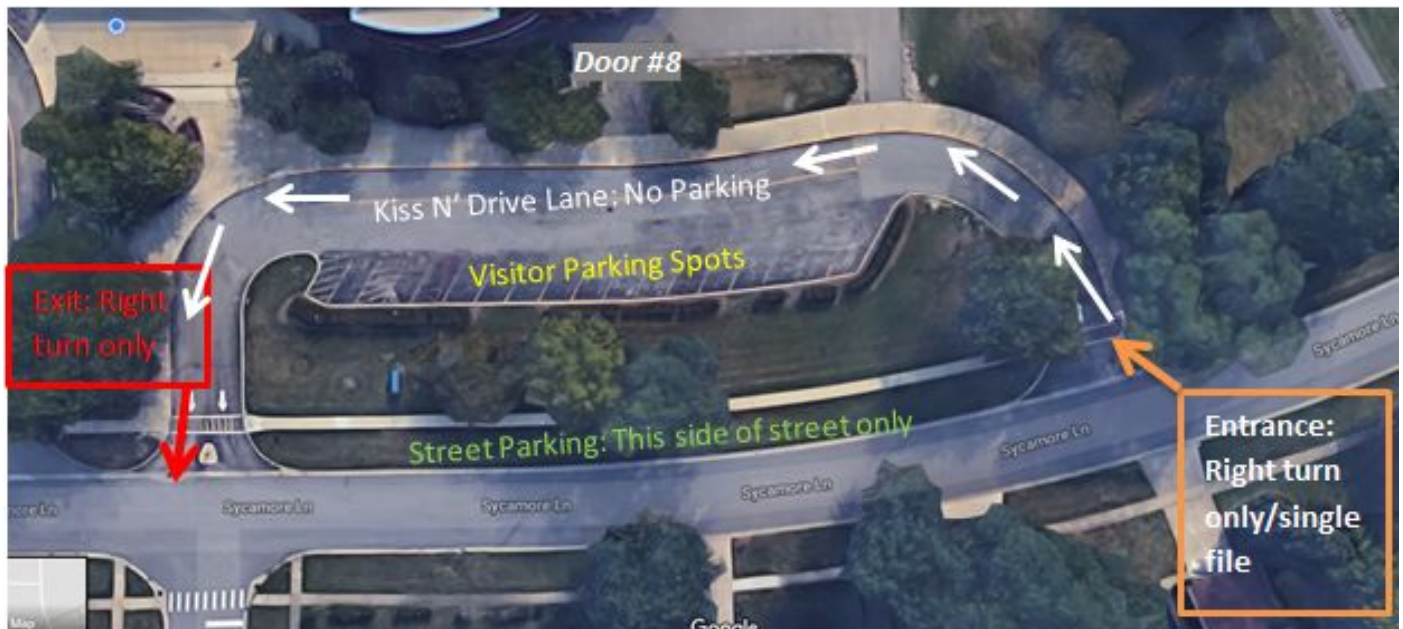 Door #8
Kiss N' Drive Lane: No Parking
Visitor Parking Spots
Exit: Right
turn only
Street Parking: This side of street only
Entrance:
Right turn
only/single
file
Sycamore Ln
Sycamore Ln
Sycamore Ln
Sycamore Ln
Sycamore Ln
more Ln
Map
Google